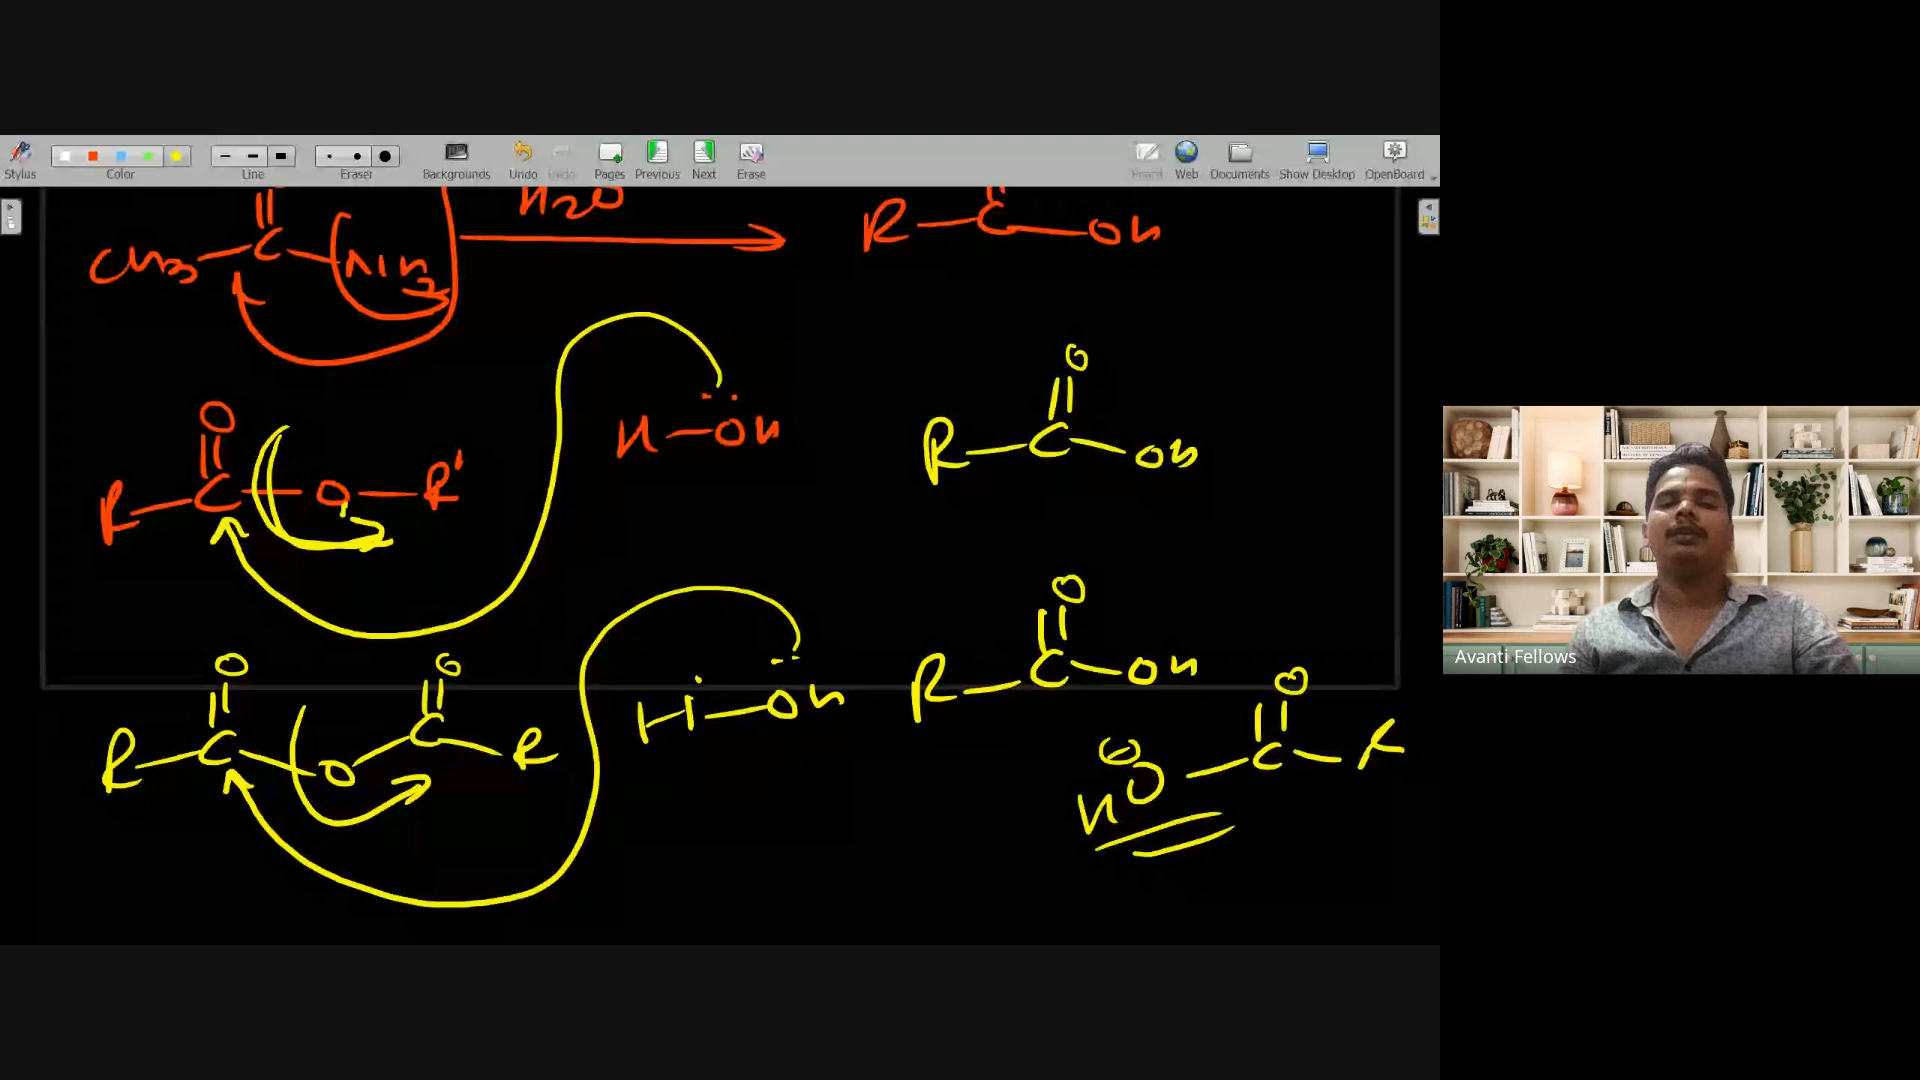 Stylus Color Line Eraser Backgrounds Undo Redo Pages Previous Next Erase Board Web Documents Show Desktop OpenBoard
H2O
CH3 — C — NH2
R — C — OH
O
R — C — O — R'
H — OH
O
R — C — OH
O O
R — C — O — C — R
H — OH
O
R — C — OH
O
HO — C — R
Avanti Fellows